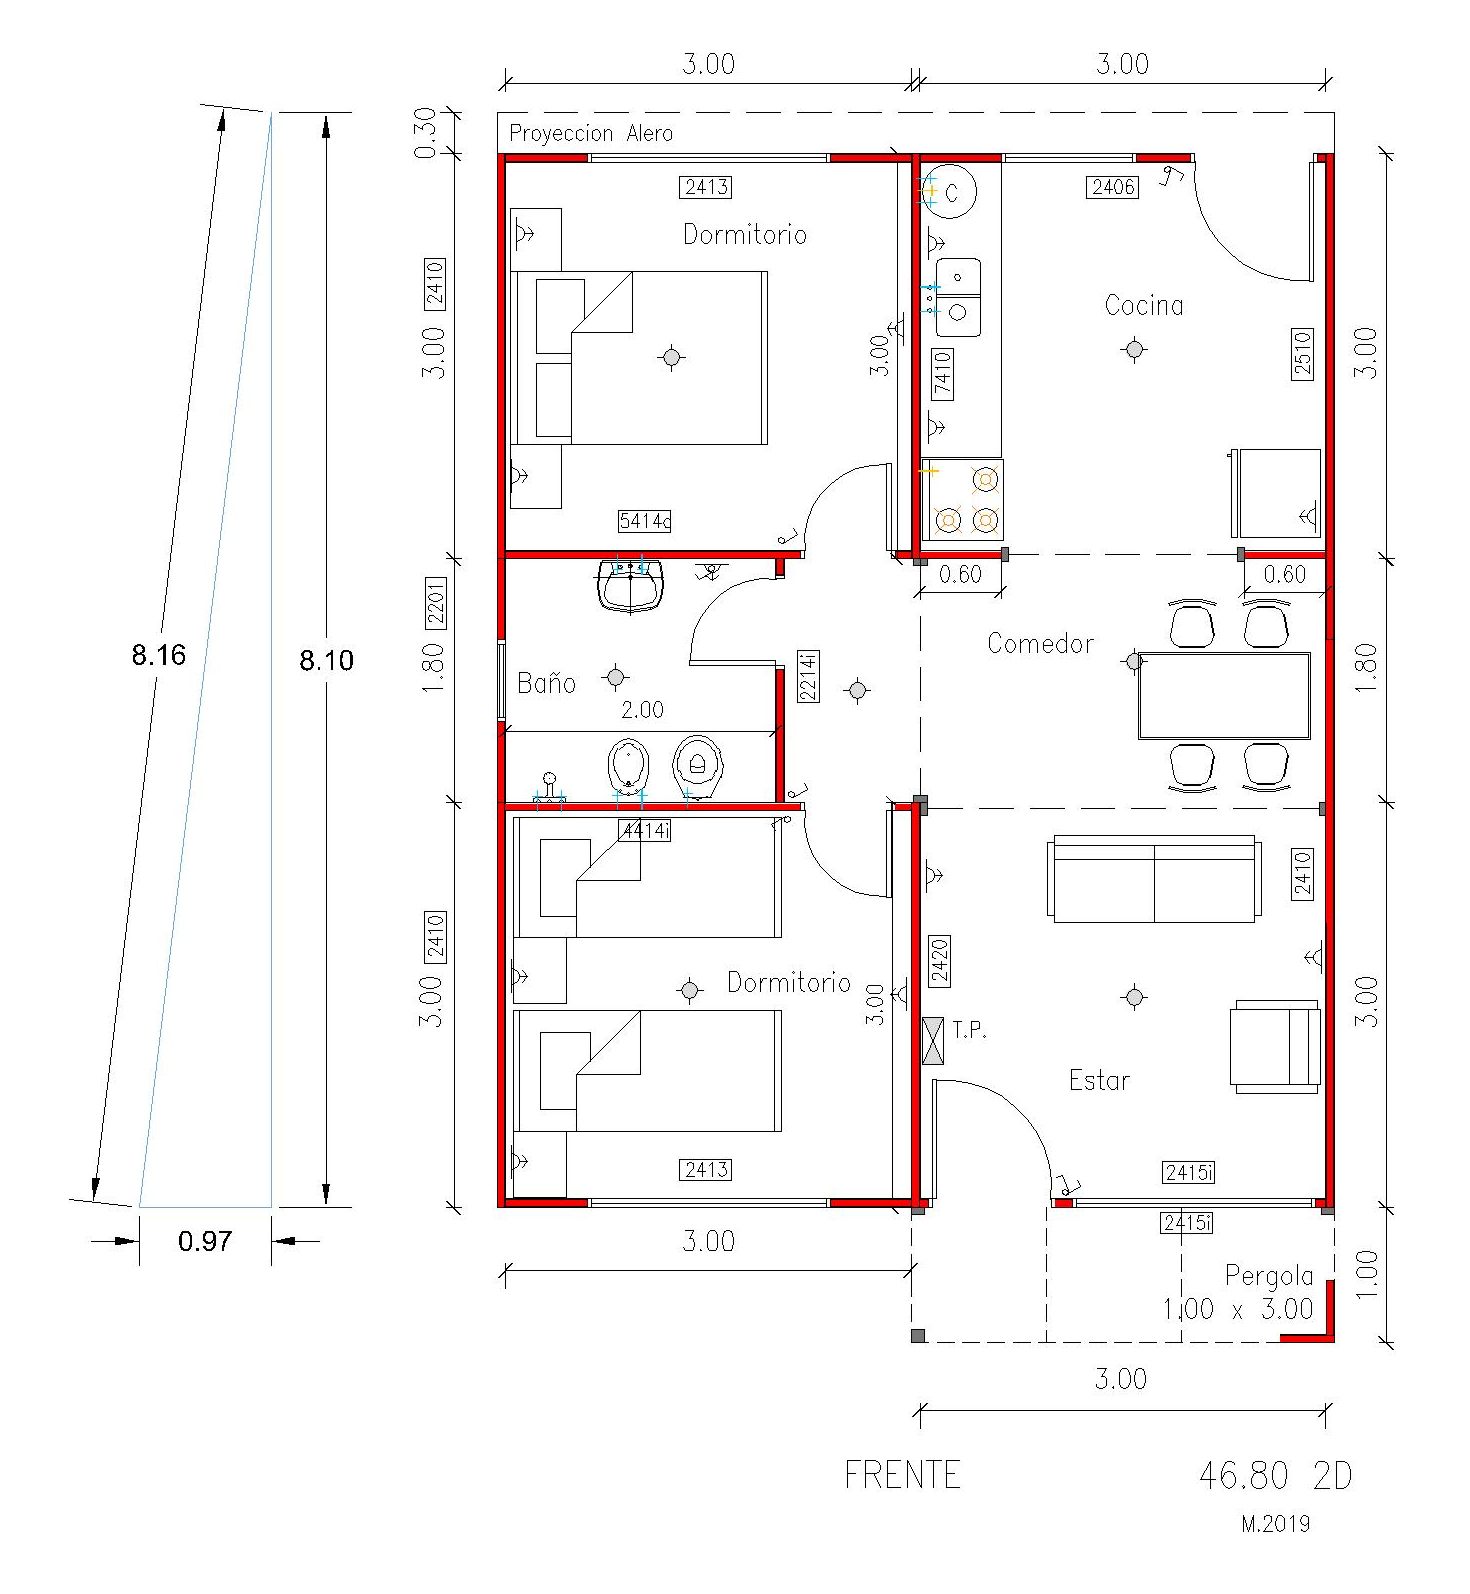 3.00
3.00
0.30
Proyeccion Alero
2413
2406
Dormitorio
C
2410
Cocina
3.00
3.00
7410
2510
3.00
5414d
0.60
0.60
2201
Comedor
8.16
8.10
1.80
Baño
2214i
1.80
2.00
4414i
2410
2410
2420
Dormitorio
3.00
3.00
3.00
T.P.
Estar
2413
2415i
2415i
0.97
3.00
Pergola
1.00 x 3.00
1.00
3.00
FRENTE
46.80 2D
M.2019